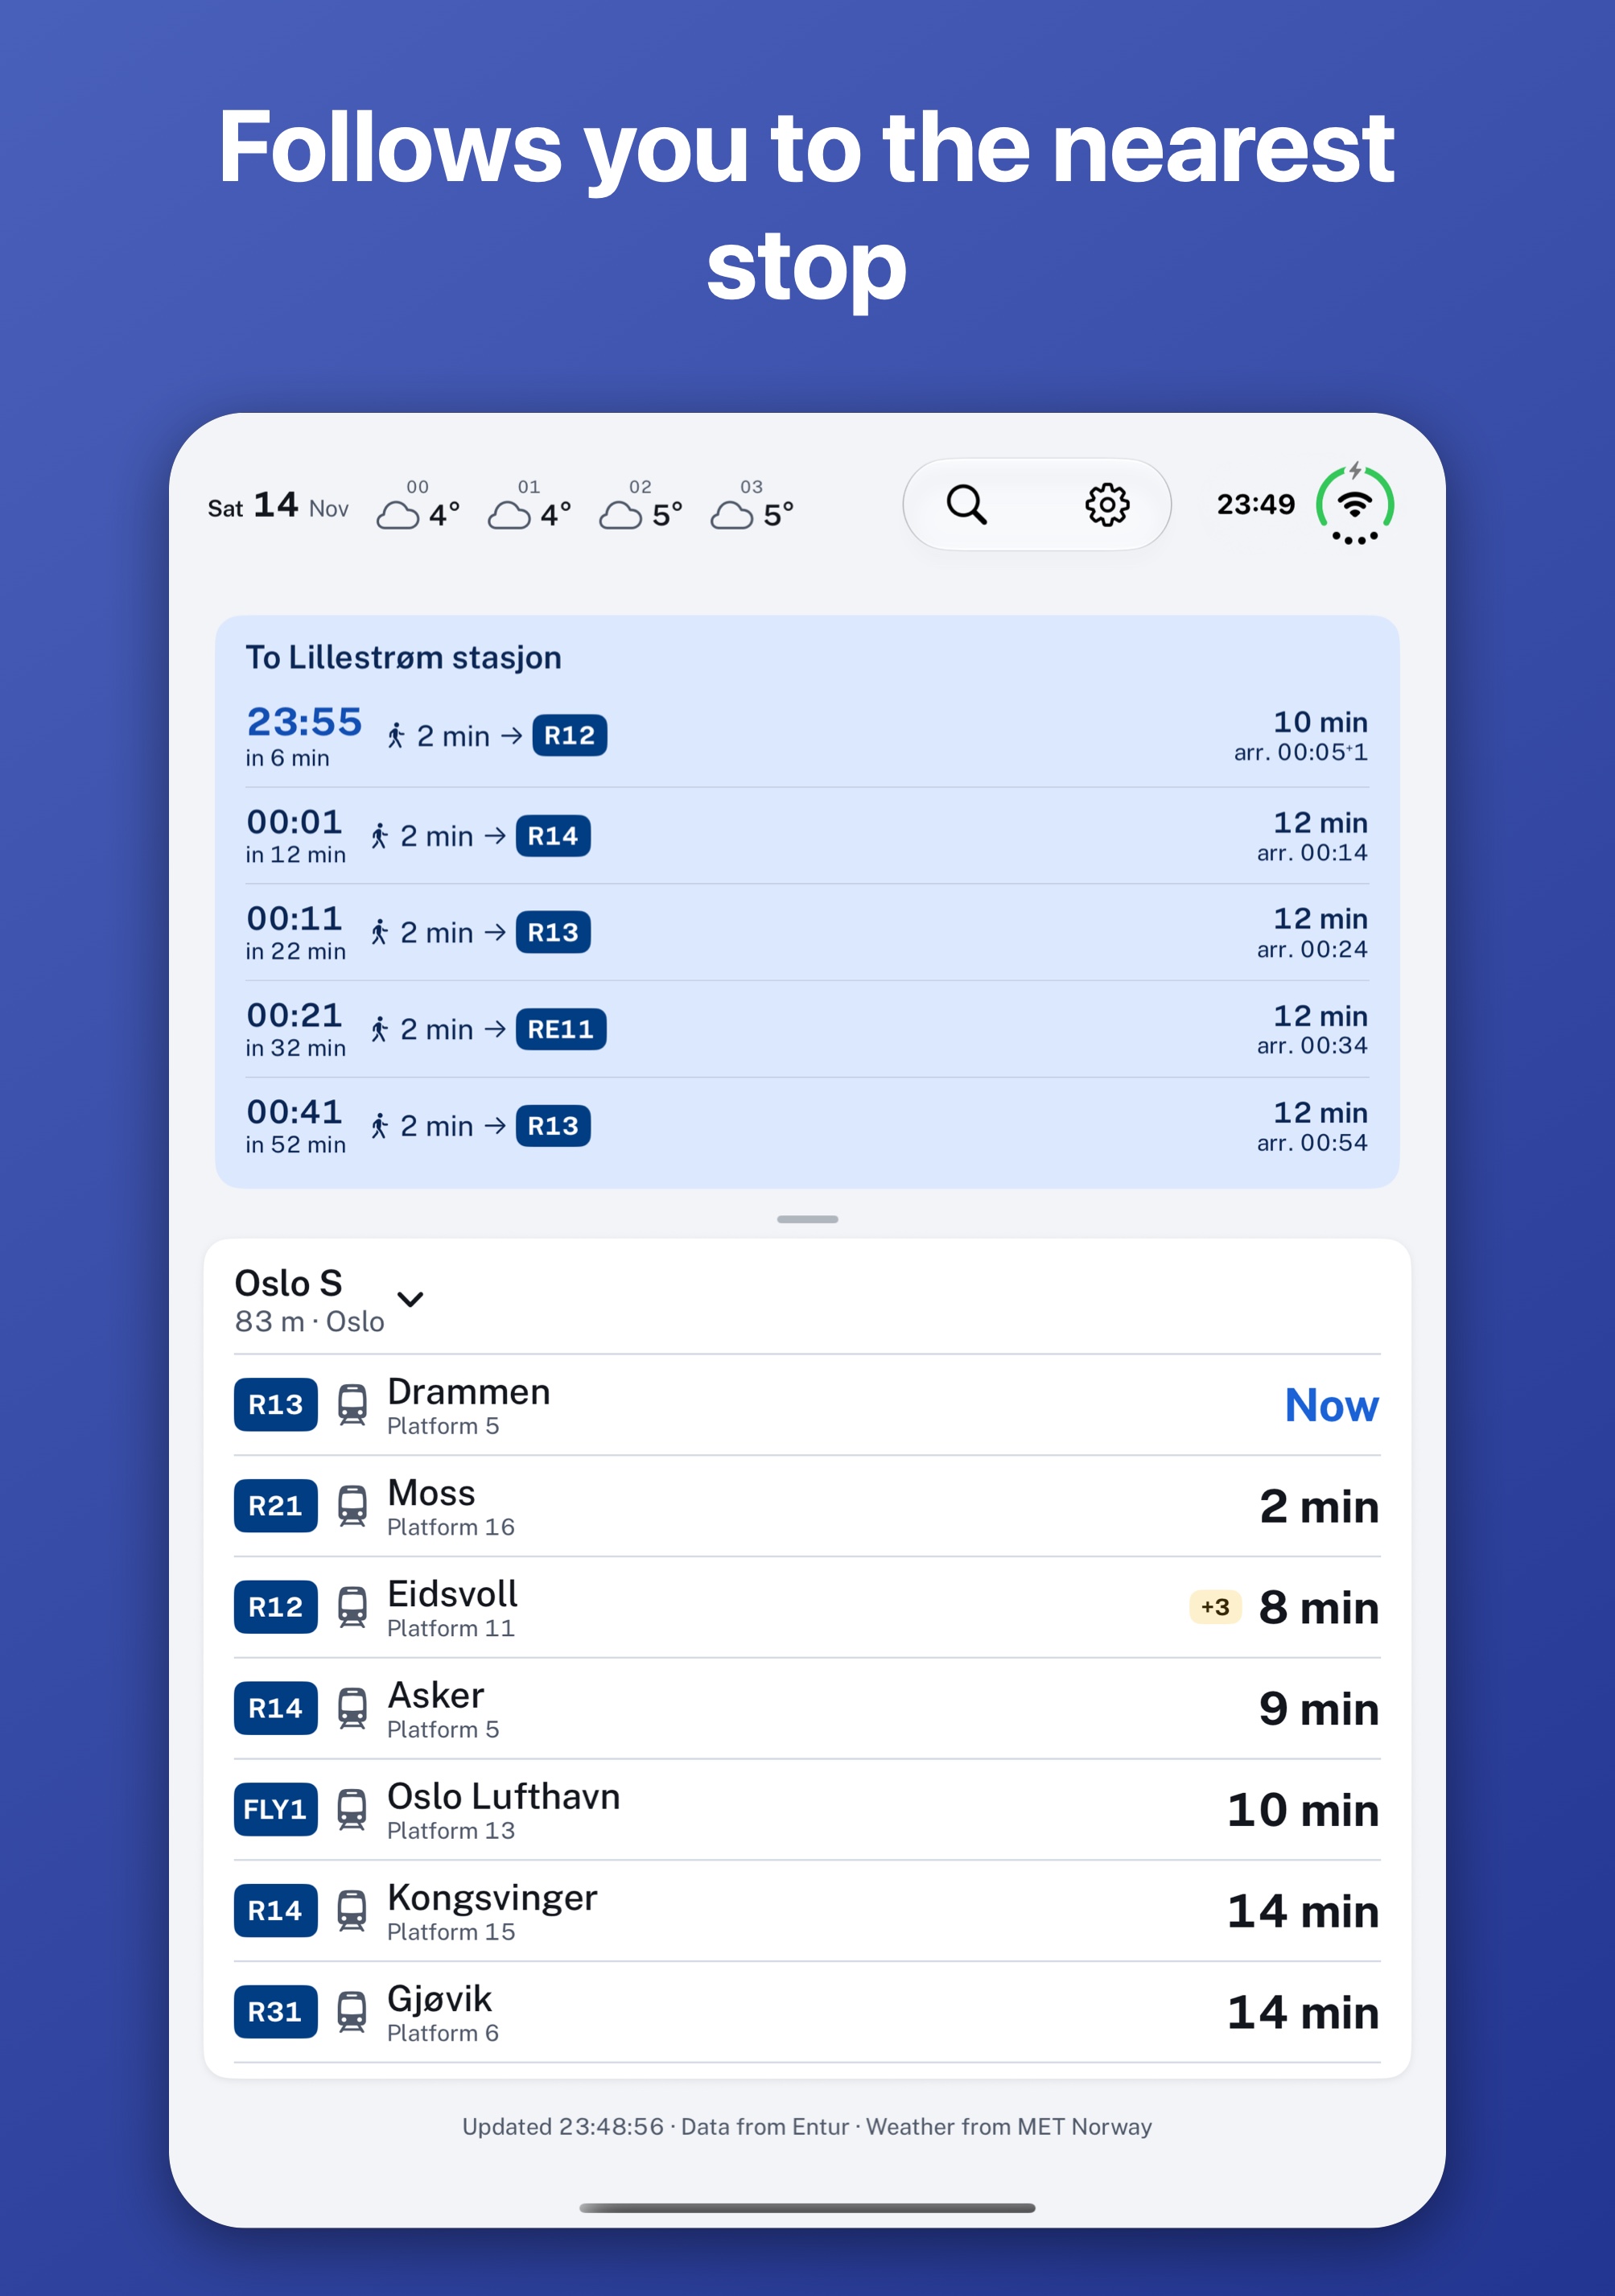 Follows you to the nearest
stop
Sat 14 Nov
00 01 02 03
4° 4° 5° 5°
23:49
To Lillestrøm stasjon
23:55 2 min → R12 10 min
in 6 min arr. 00:05⁺1
00:01 2 min → R14 12 min
in 12 min arr. 00:14
00:11 2 min → R13 12 min
in 22 min arr. 00:24
00:21 2 min → RE11 12 min
in 32 min arr. 00:34
00:41 2 min → R13 12 min
in 52 min arr. 00:54
Oslo S
83 m · Oslo
R13 Drammen Now
Platform 5
R21 Moss 2 min
Platform 16
R12 Eidsvoll +3 8 min
Platform 11
R14 Asker 9 min
Platform 5
FLY1 Oslo Lufthavn 10 min
Platform 13
R14 Kongsvinger 14 min
Platform 15
R31 Gjøvik 14 min
Platform 6
Updated 23:48:56 · Data from Entur · Weather from MET Norway